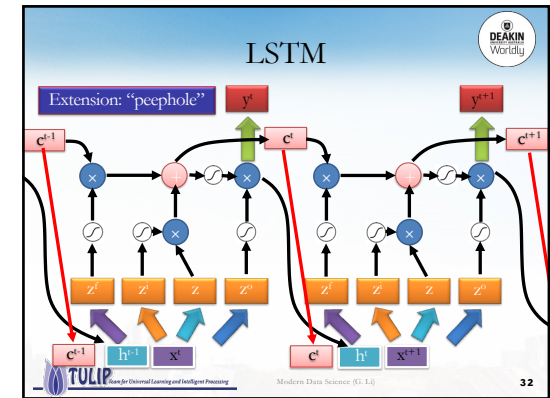 DEAKIN
Worldly
LSTM
Extension: “peephole”
yᵗ
yᵗ⁺¹
cᵗ⁻¹
cᵗ
cᵗ⁺¹
×
+
×
×
+
×
×
×
zᶠ
zⁱ
z
zᵒ
zᶠ
zⁱ
z
zᵒ
cᵗ⁻¹
hᵗ⁻¹
xᵗ
cᵗ
hᵗ
xᵗ⁺¹
TULIP Team for Universal Learning and Intelligent Processing
Modern Data Science (G. Li)
32